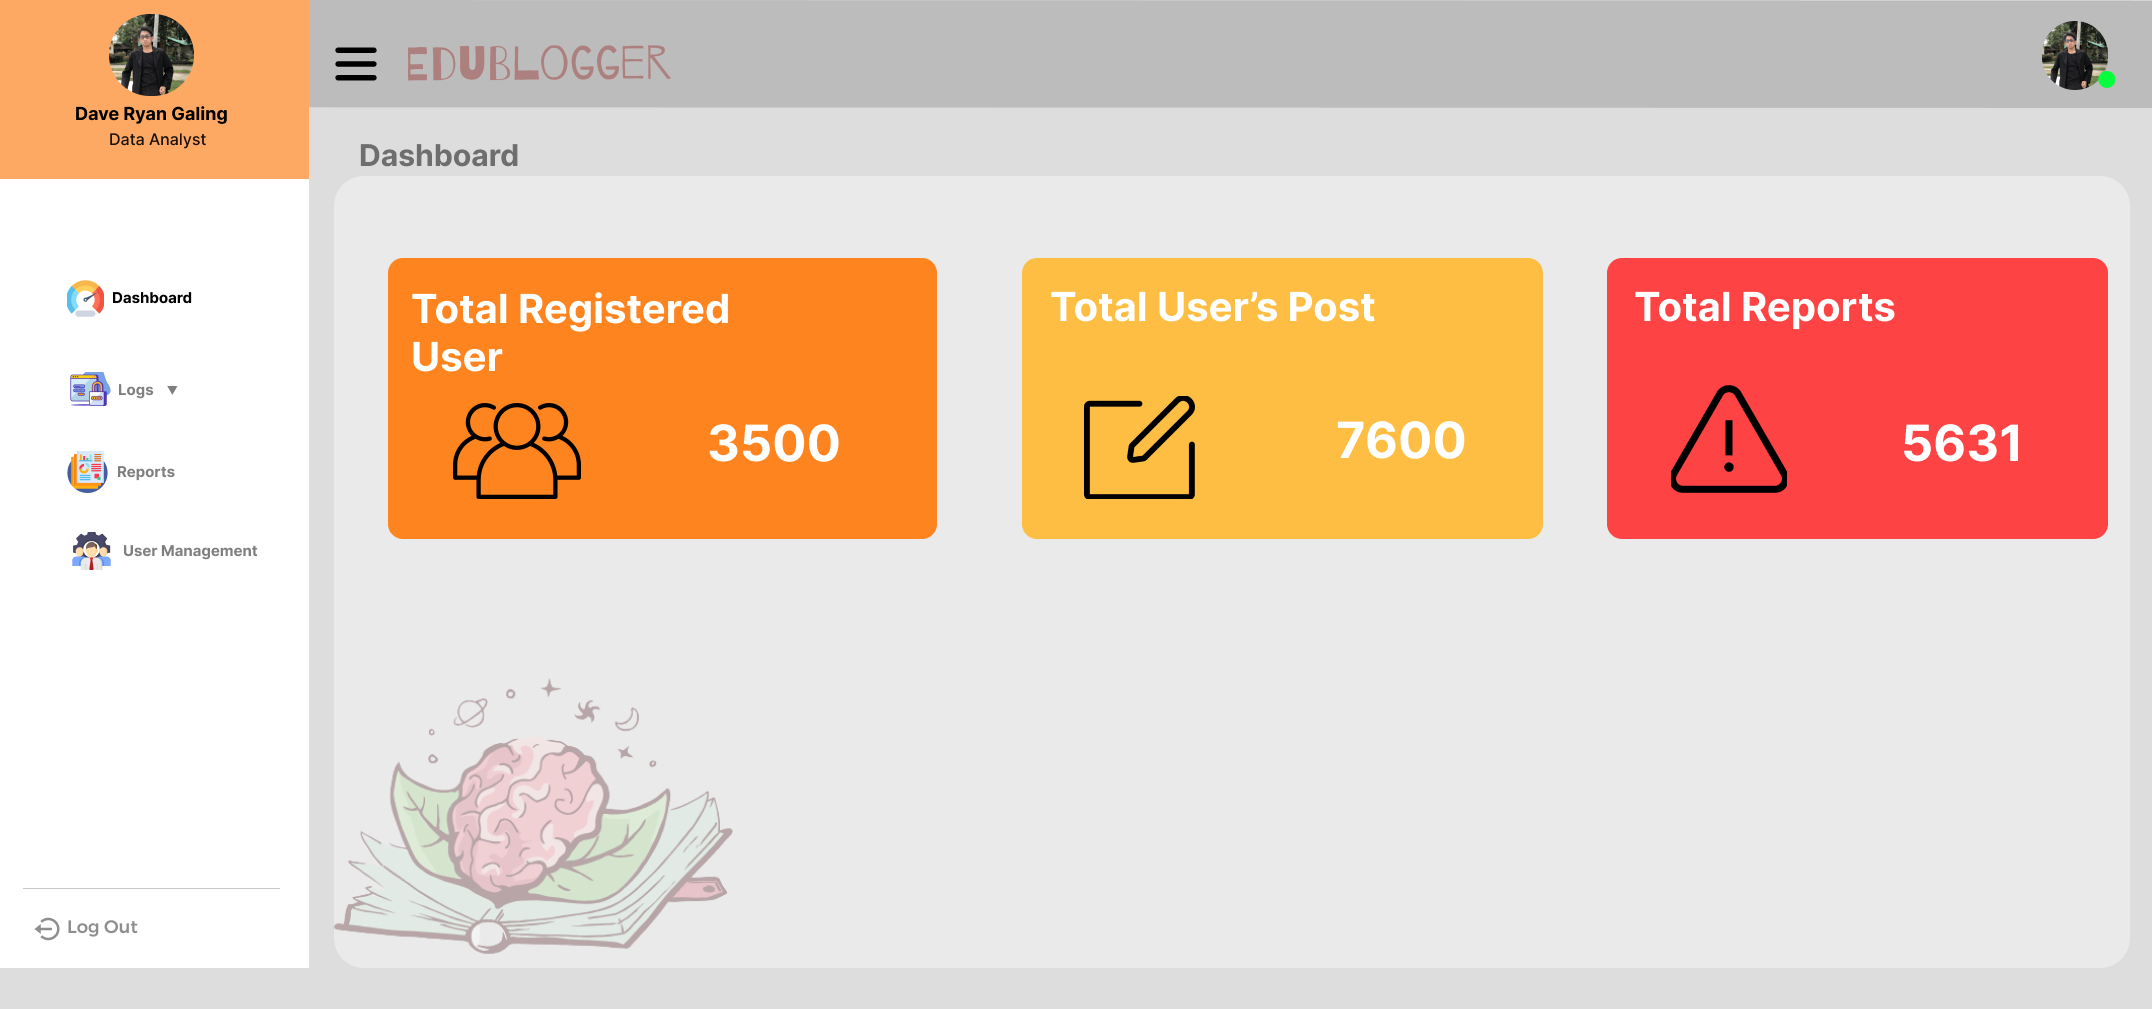 Dave Ryan Galing
Data Analyst
EDUBLOGGER
Dashboard
Dashboard
Logs ▼
Reports
User Management
Log Out
Total Registered
User
3500
Total User’s Post
7600
Total Reports
5631